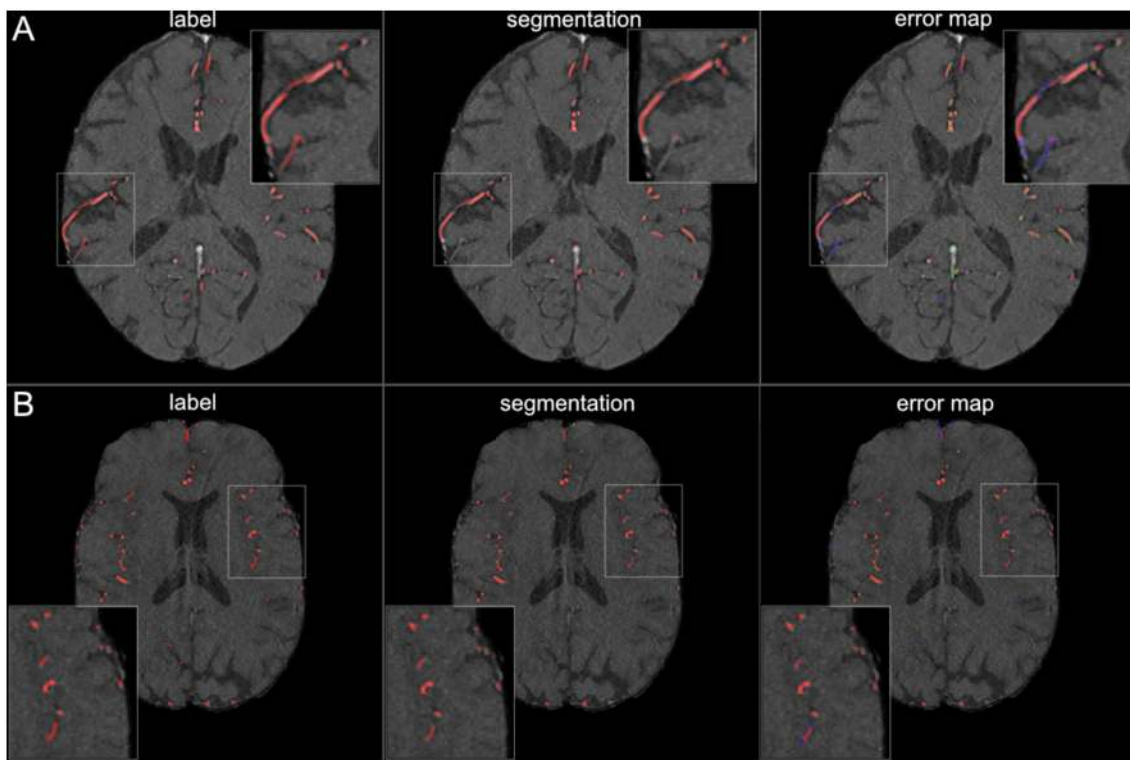 A
label
segmentation
error map
B
label
segmentation
error map